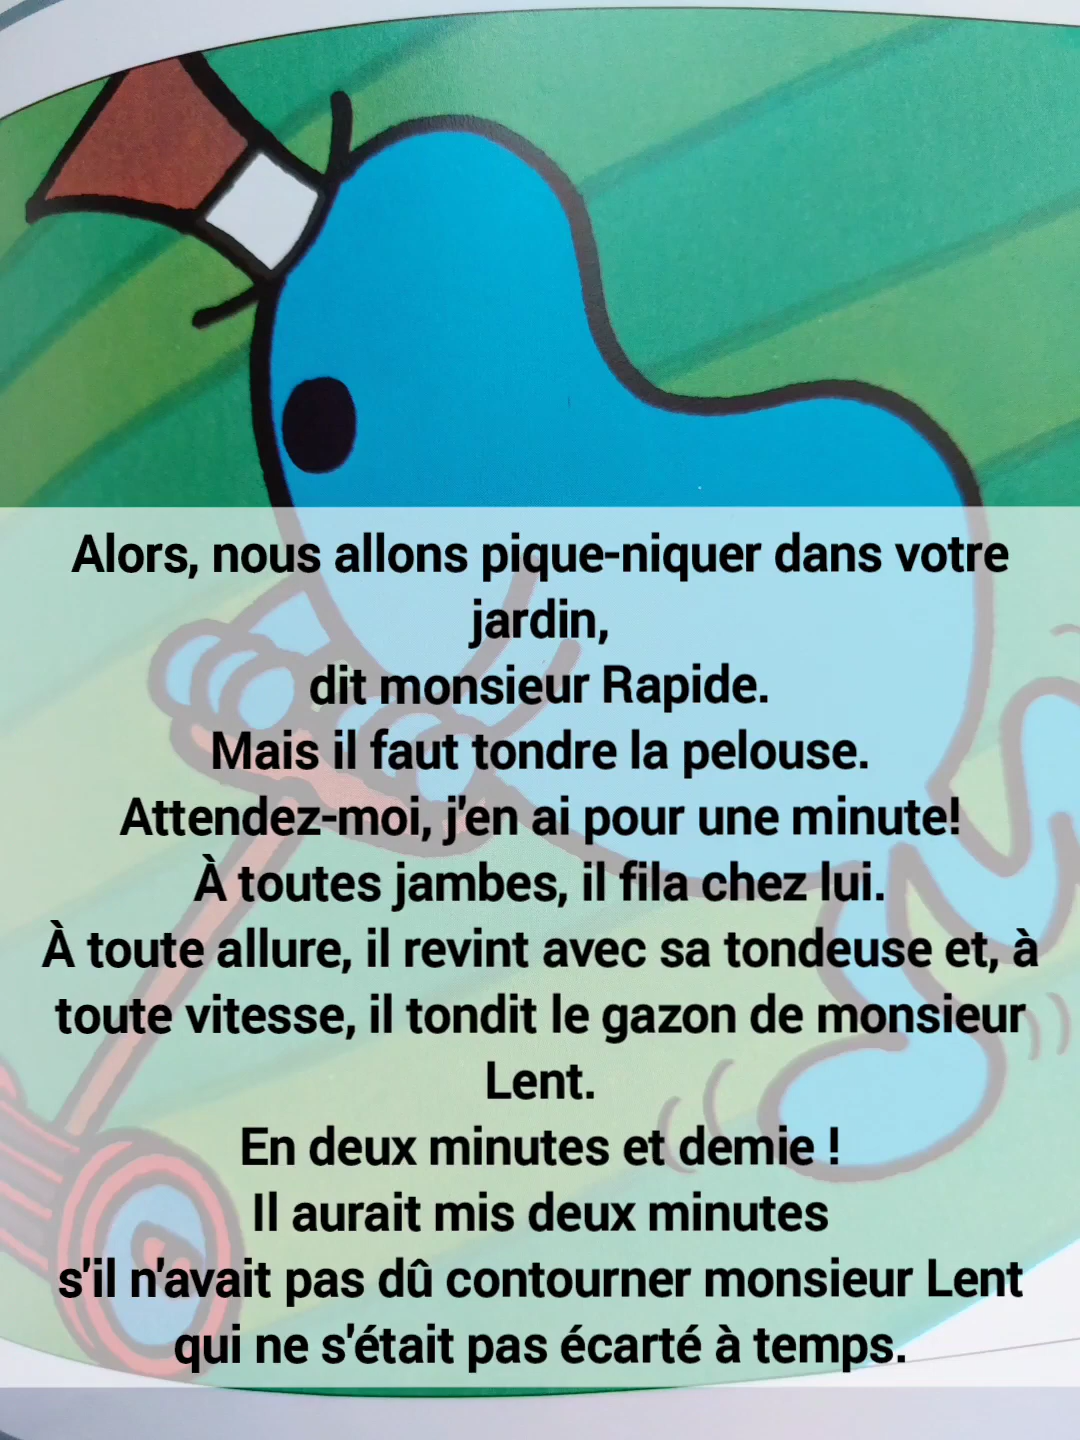 Alors, nous allons pique-niquer dans votre
jardin,
dit monsieur Rapide.
Mais il faut tondre la pelouse.
Attendez-moi, j'en ai pour une minute!
À toutes jambes, il fila chez lui.
À toute allure, il revint avec sa tondeuse et, à
toute vitesse, il tondit le gazon de monsieur
Lent.
En deux minutes et demie !
Il aurait mis deux minutes
s'il n'avait pas dû contourner monsieur Lent
qui ne s'était pas écarté à temps.